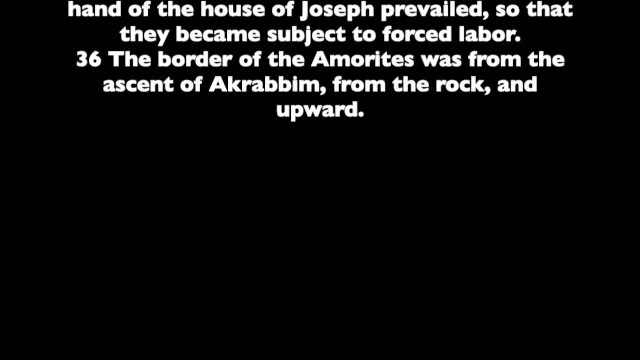 hand of the house of Joseph prevailed, so that
they became subject to forced labor.
36 The border of the Amorites was from the
ascent of Akrabbim, from the rock, and
upward.